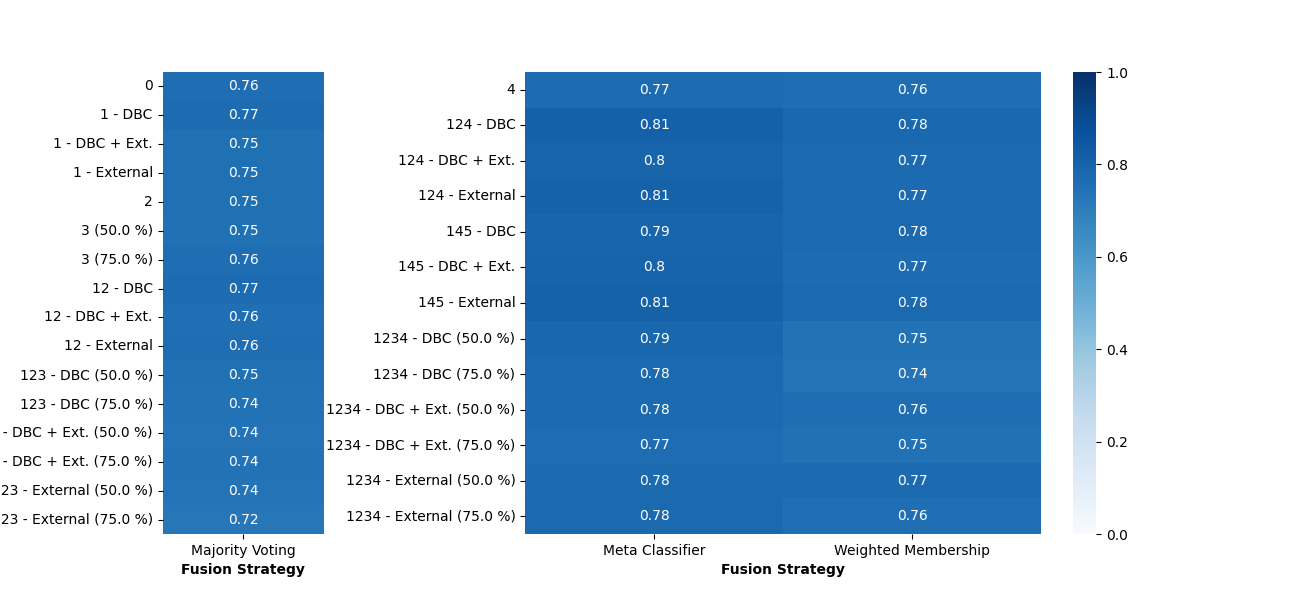 0 0.76
1 - DBC 0.77
1 - DBC + Ext. 0.75
1 - External 0.75
2 0.75
3 (50.0 %) 0.75
3 (75.0 %) 0.76
12 - DBC 0.77
12 - DBC + Ext. 0.76
12 - External 0.76
123 - DBC (50.0 %) 0.75
123 - DBC (75.0 %) 0.74
- DBC + Ext. (50.0 %) 0.74
- DBC + Ext. (75.0 %) 0.74
23 - External (50.0 %) 0.74
23 - External (75.0 %) 0.72
Majority Voting
Fusion Strategy
4 0.77 0.76
124 - DBC 0.81 0.78
124 - DBC + Ext. 0.8 0.77
124 - External 0.81 0.77
145 - DBC 0.79 0.78
145 - DBC + Ext. 0.8 0.77
145 - External 0.81 0.78
1234 - DBC (50.0 %) 0.79 0.75
1234 - DBC (75.0 %) 0.78 0.74
1234 - DBC + Ext. (50.0 %) 0.78 0.76
1234 - DBC + Ext. (75.0 %) 0.77 0.75
1234 - External (50.0 %) 0.78 0.77
1234 - External (75.0 %) 0.78 0.76
Meta Classifier Weighted Membership
Fusion Strategy
1.0
0.8
0.6
0.4
0.2
0.0